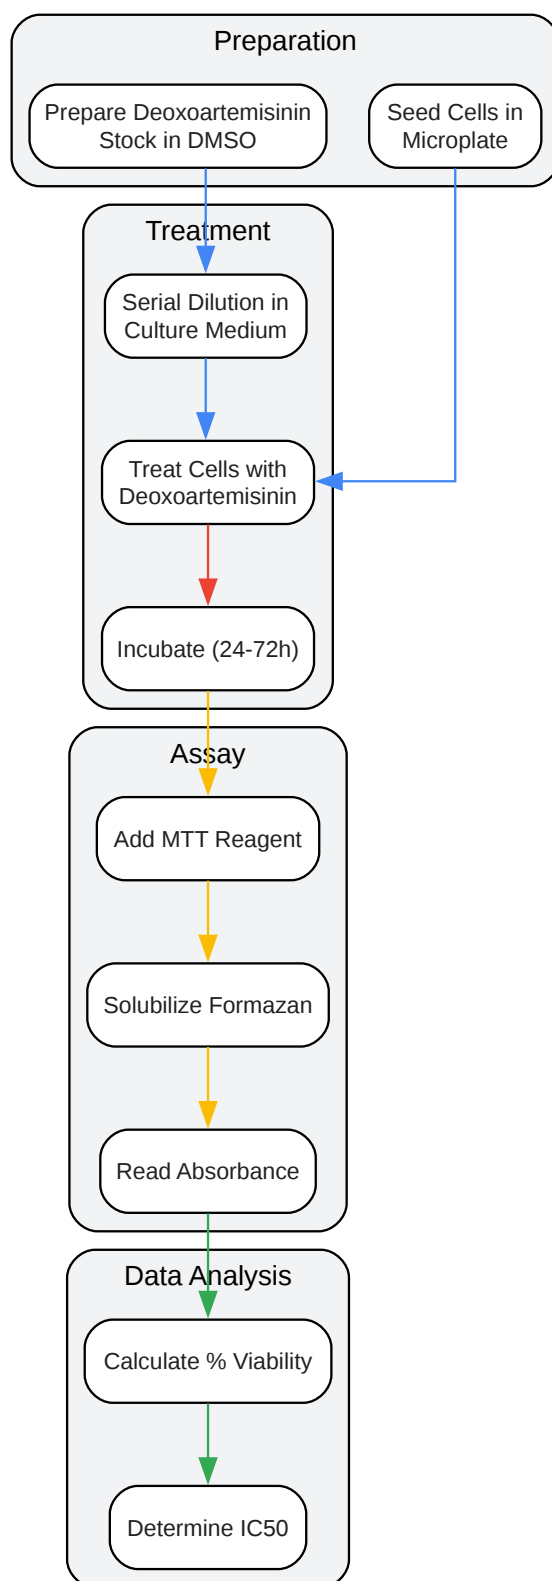 Preparation
Prepare Deoxoartemisinin
Stock in DMSO
Seed Cells in
Microplate
Treatment
Serial Dilution in
Culture Medium
Treat Cells with
Deoxoartemisinin
Incubate (24-72h)
Assay
Add MTT Reagent
Solubilize Formazan
Read Absorbance
Data Analysis
Calculate % Viability
Determine IC50